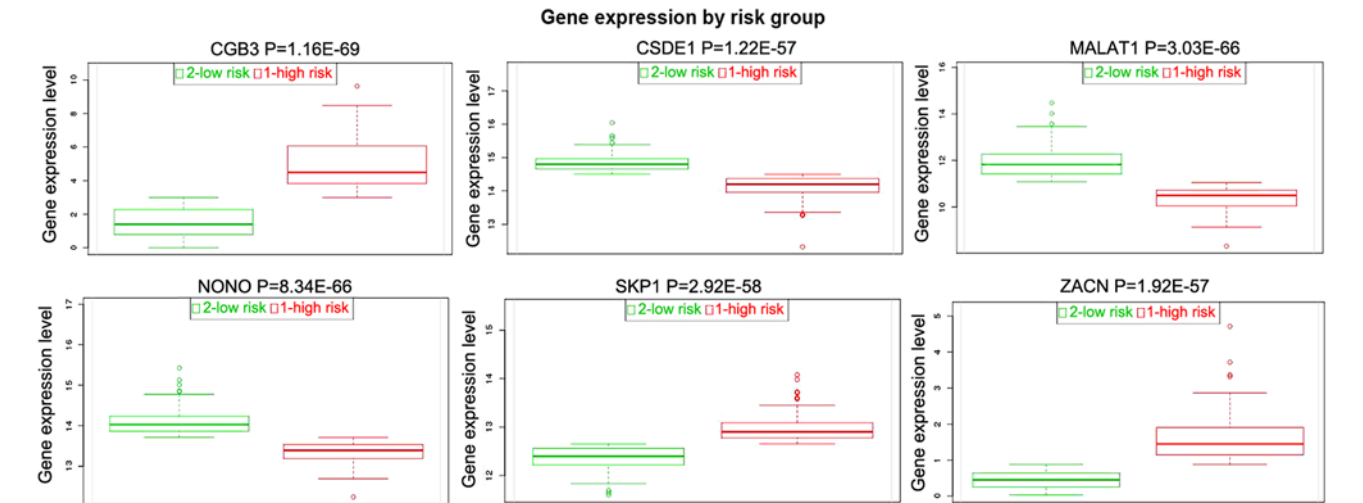 Gene expression by risk group
CGB3 P=1.16E-69
2-low risk 1-high risk
Gene expression level
10
8
6
4
2
0
CSDE1 P=1.22E-57
2-low risk 1-high risk
Gene expression level
17
16
15
14
13
MALAT1 P=3.03E-66
2-low risk 1-high risk
Gene expression level
16
14
12
10
NONO P=8.34E-66
2-low risk 1-high risk
Gene expression level
17
16
15
14
13
SKP1 P=2.92E-58
2-low risk 1-high risk
Gene expression level
15
14
13
12
ZACN P=1.92E-57
2-low risk 1-high risk
Gene expression level
5
4
3
2
1
0